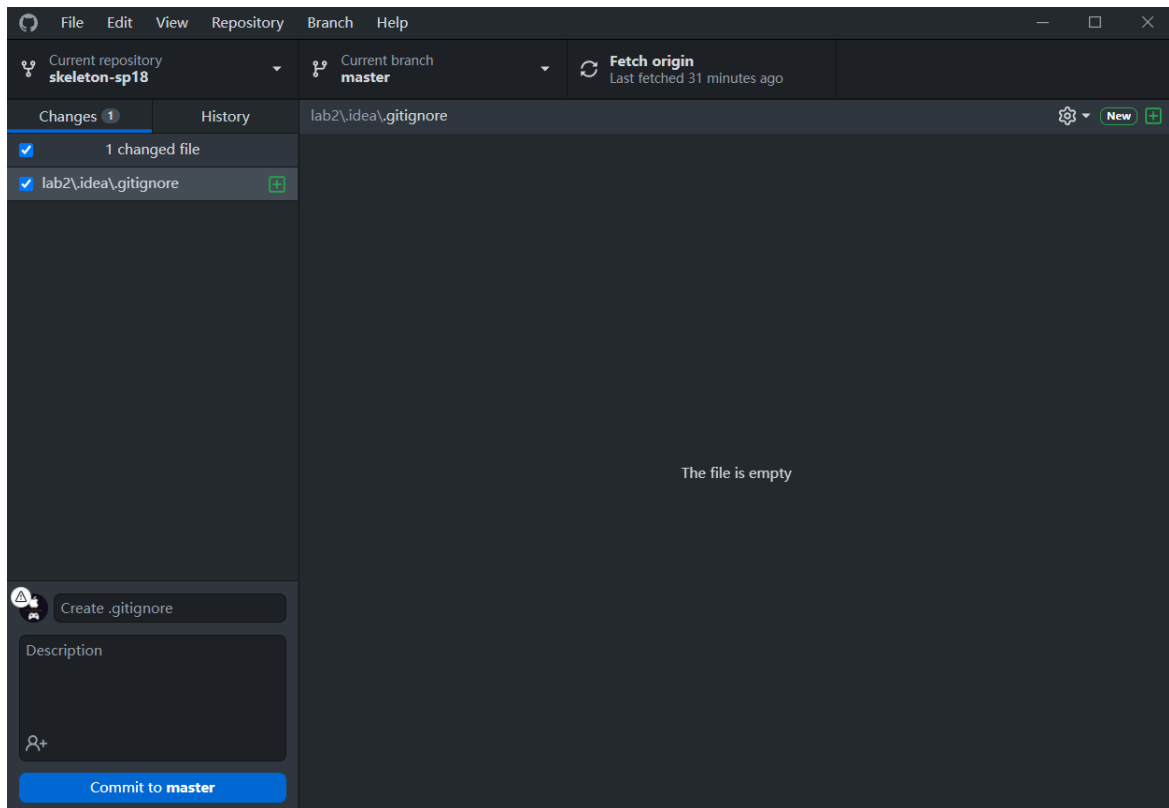 File Edit View Repository Branch Help
Current repository
skeleton-sp18
Current branch
master
Fetch origin
Last fetched 31 minutes ago
Changes 1
History
lab2\.idea\.gitignore
New
1 changed file
lab2\.idea\.gitignore
The file is empty
Create .gitignore
Description
Commit to master